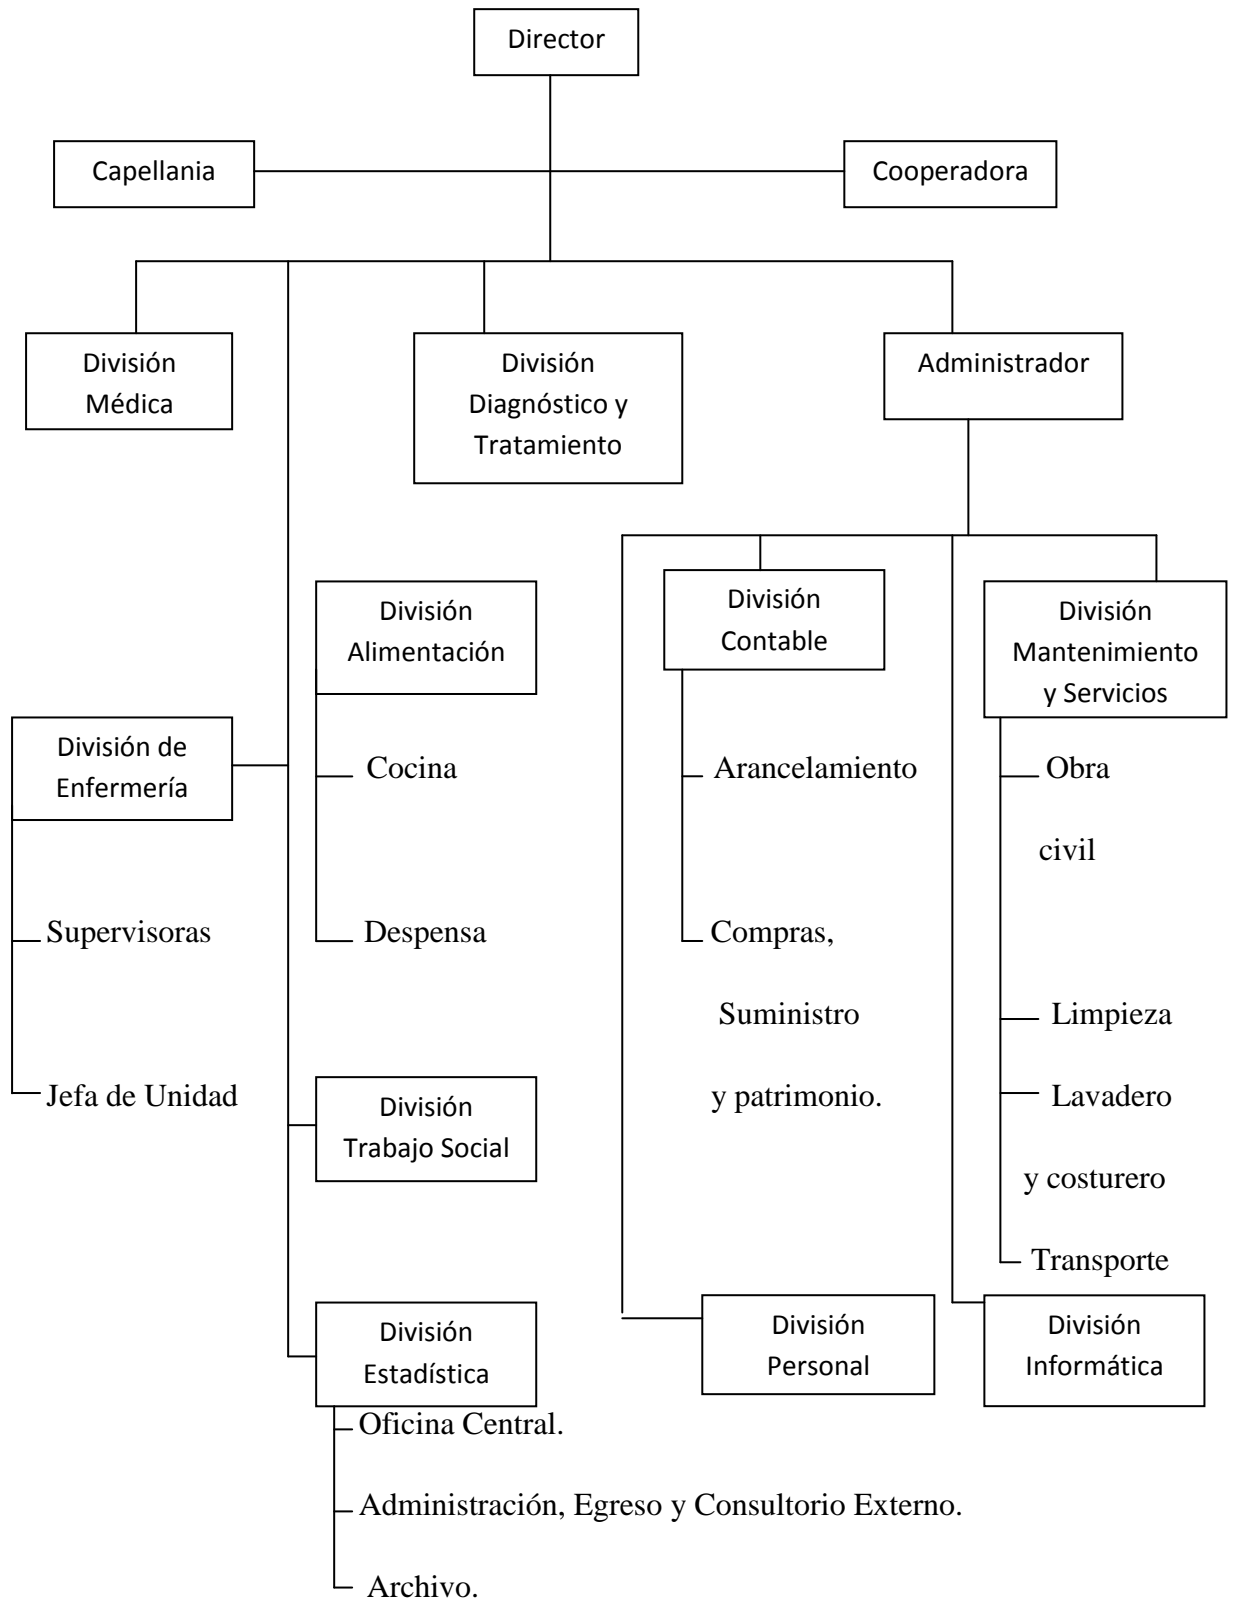 Director
Capellania
Cooperadora
División
Médica
División
Diagnóstico y
Tratamiento
Administrador
División
Alimentación
Cocina
Despensa
División
Contable
Arancelamiento
Compras,
Suministro
y patrimonio.
División
Mantenimiento
y Servicios
Obra
civil
Limpieza
Lavadero
y costurero
Transporte
División de
Enfermería
Supervisoras
Jefa de Unidad
División
Trabajo Social
División
Estadística
Oficina Central.
Administración, Egreso y Consultorio Externo.
Archivo.
División
Personal
División
Informática